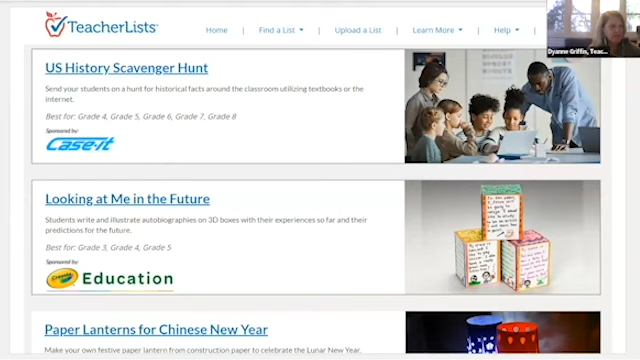 TeacherLists
Home | Find a List | Upload a List | Learn More | Help |
Dyanne Griffin, Teac...
US History Scavenger Hunt
Send your students on a hunt for historical facts around the classroom utilizing textbooks or the
internet.
Best for: Grade 4, Grade 5, Grade 6, Grade 7, Grade 8
Sponsored by:
Case-it
Looking at Me in the Future
Students write and illustrate autobiographies on 3D boxes with their experiences so far and their
predictions for the future.
Best for: Grade 3, Grade 4, Grade 5
Sponsored by:
Crayola Education
Paper Lanterns for Chinese New Year
Make your own festive paper lantern from construction paper to celebrate the Lunar New Year,